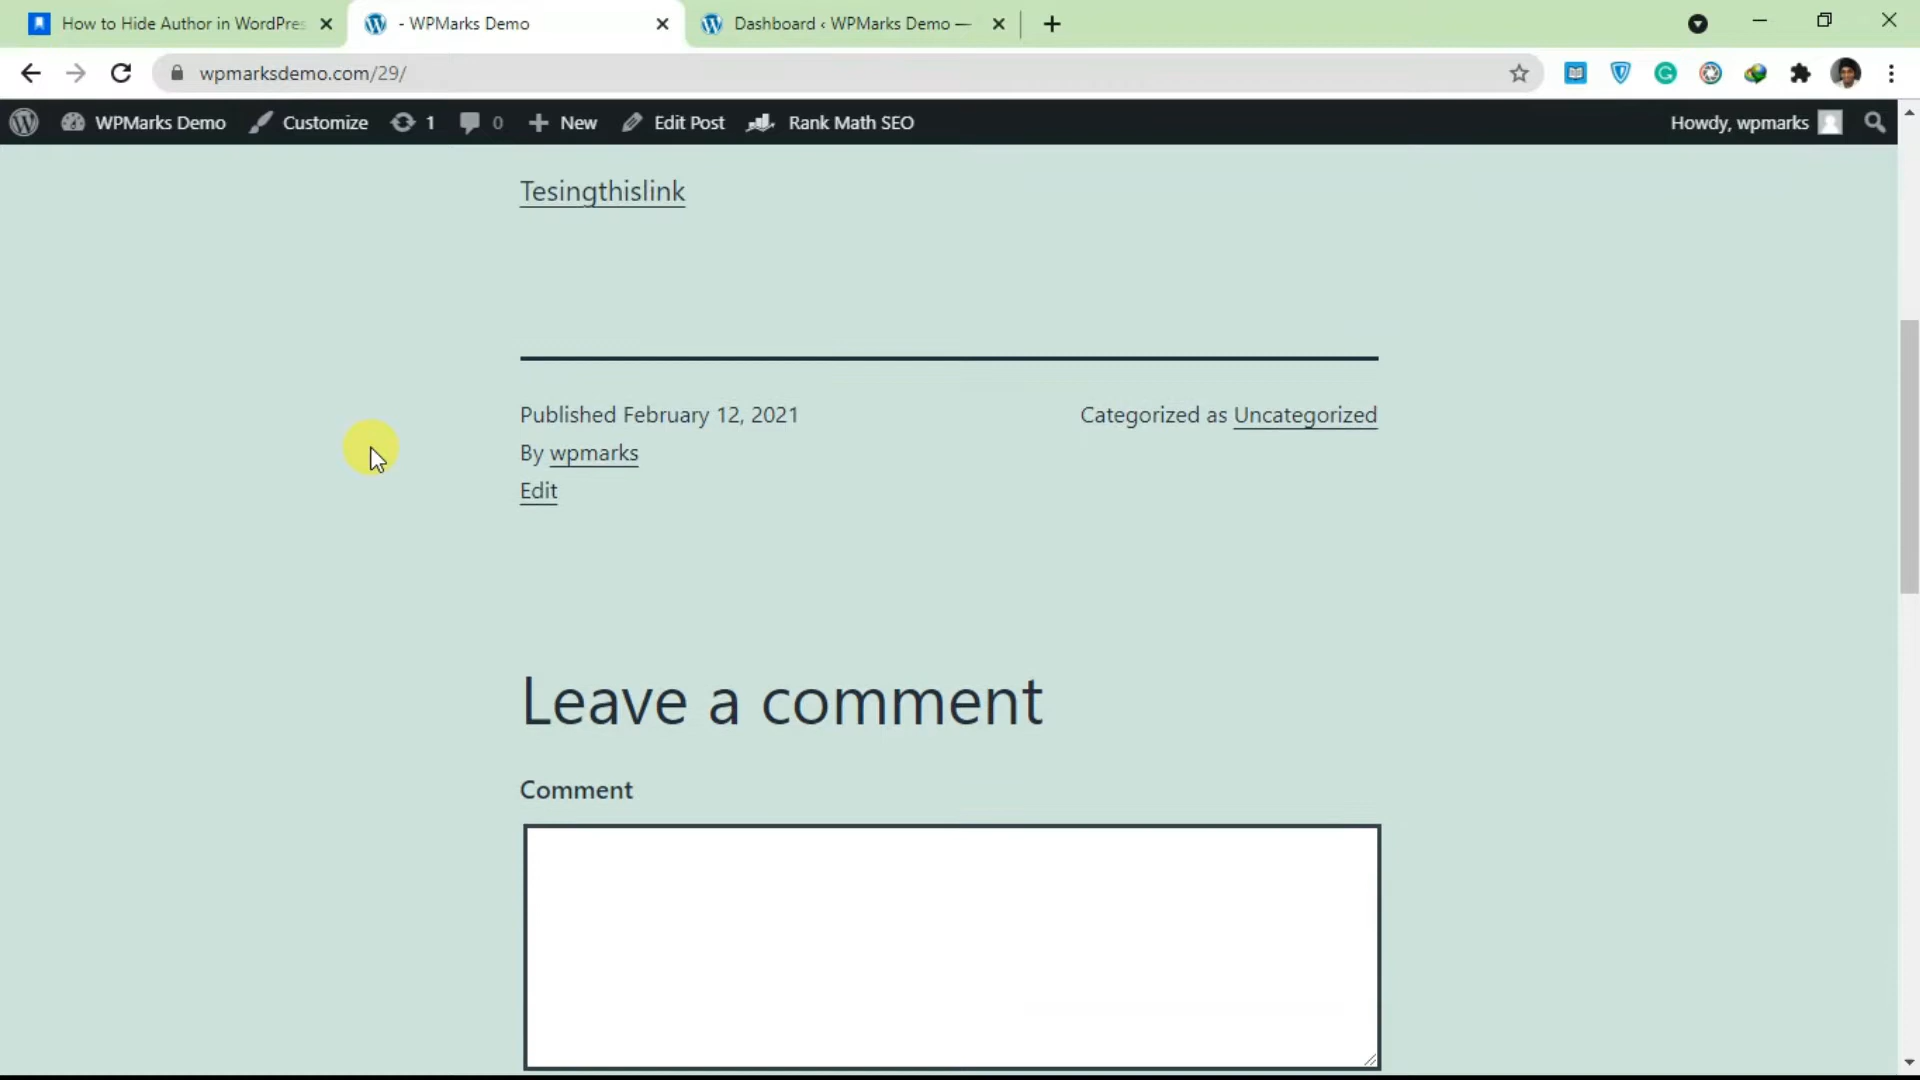 How to Hide Author in WordPres
- WPMarks Demo
Dashboard ‹ WPMarks Demo —
wpmarksdemo.com/29/
WPMarks Demo Customize 1 0 New Edit Post Rank Math SEO Howdy, wpmarks
Tesingthislink
Published February 12, 2021
Categorized as Uncategorized
By wpmarks
Edit
Leave a comment
Comment